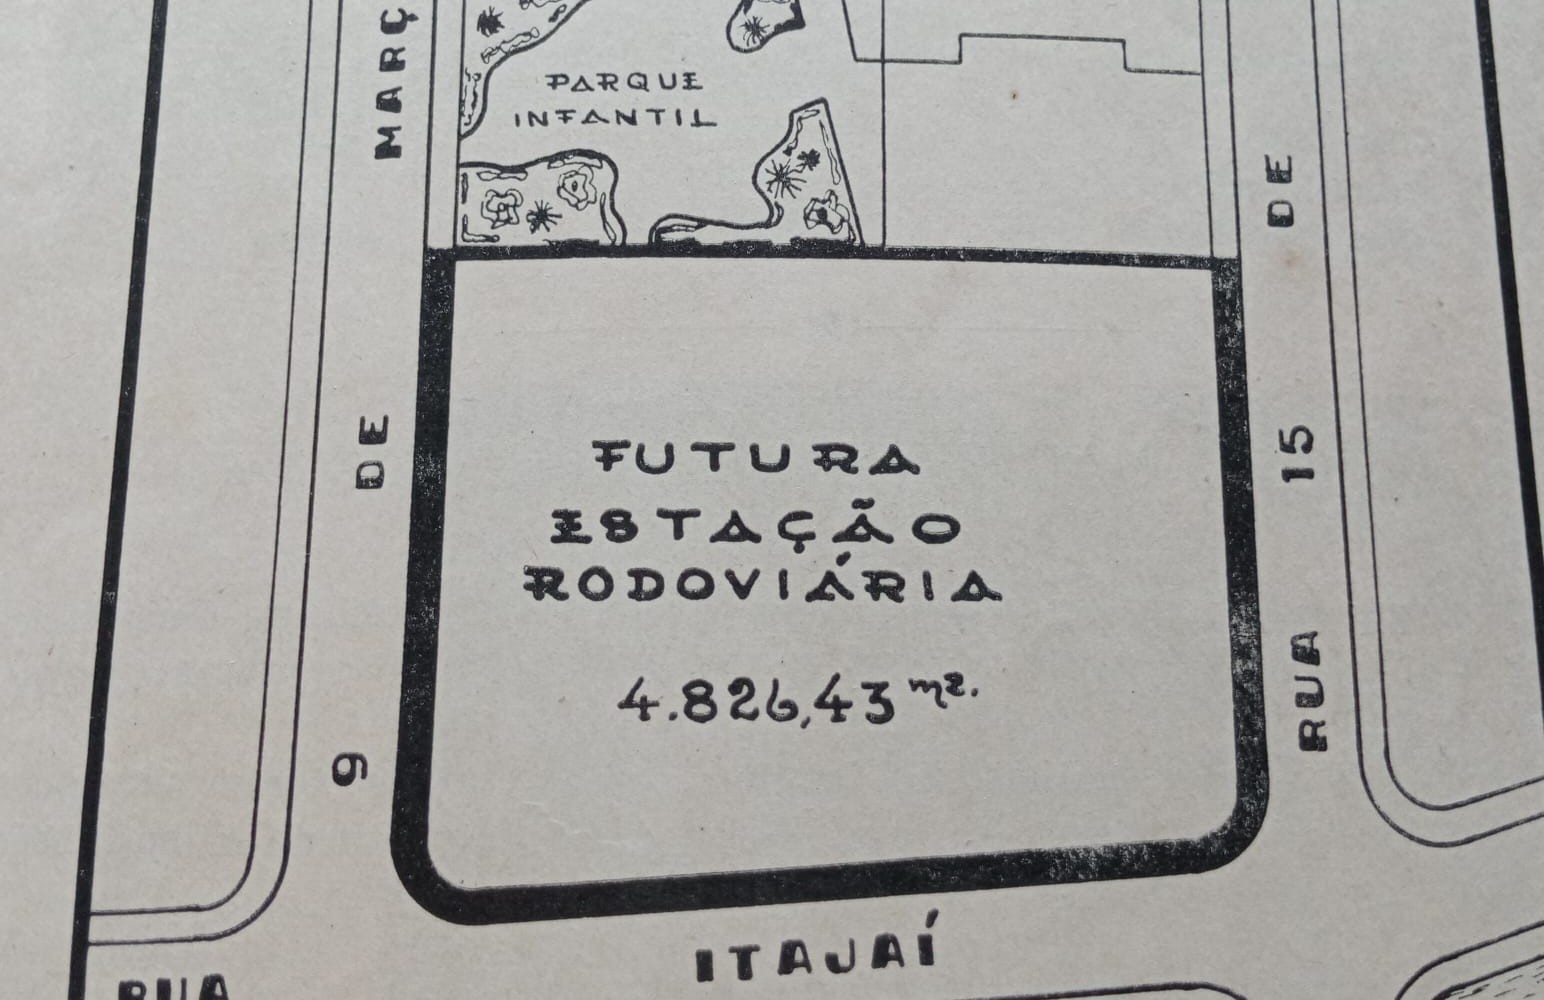 PARQUE
INFANTIL
FUTURA
ESTAÇÃO
RODOVIÁRIA
4.826,43 m2.
9 DE MARÇ
RUA 15 DE
RUA ITAJAÍ